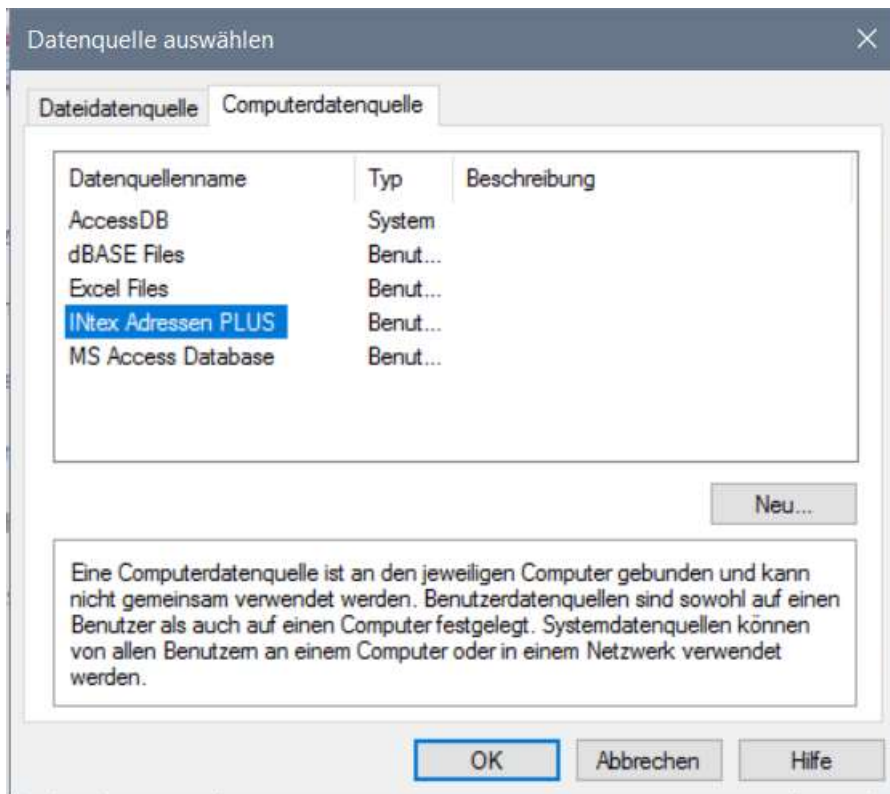 Datenquelle auswählen
Dateidatenquelle Computerdatenquelle
Datenquellenname Typ Beschreibung
AccessDB System
dBASE Files Benut...
Excel Files Benut...
INtex Adressen PLUS Benut...
MS Access Database Benut...
Neu...
Eine Computerdatenquelle ist an den jeweiligen Computer gebunden und kann
nicht gemeinsam verwendet werden. Benutzerdatenquellen sind sowohl auf einen
Benutzer als auch auf einen Computer festgelegt. Systemdatenquellen können
von allen Benutzern an einem Computer oder in einem Netzwerk verwendet
werden.
OK Abbrechen Hilfe